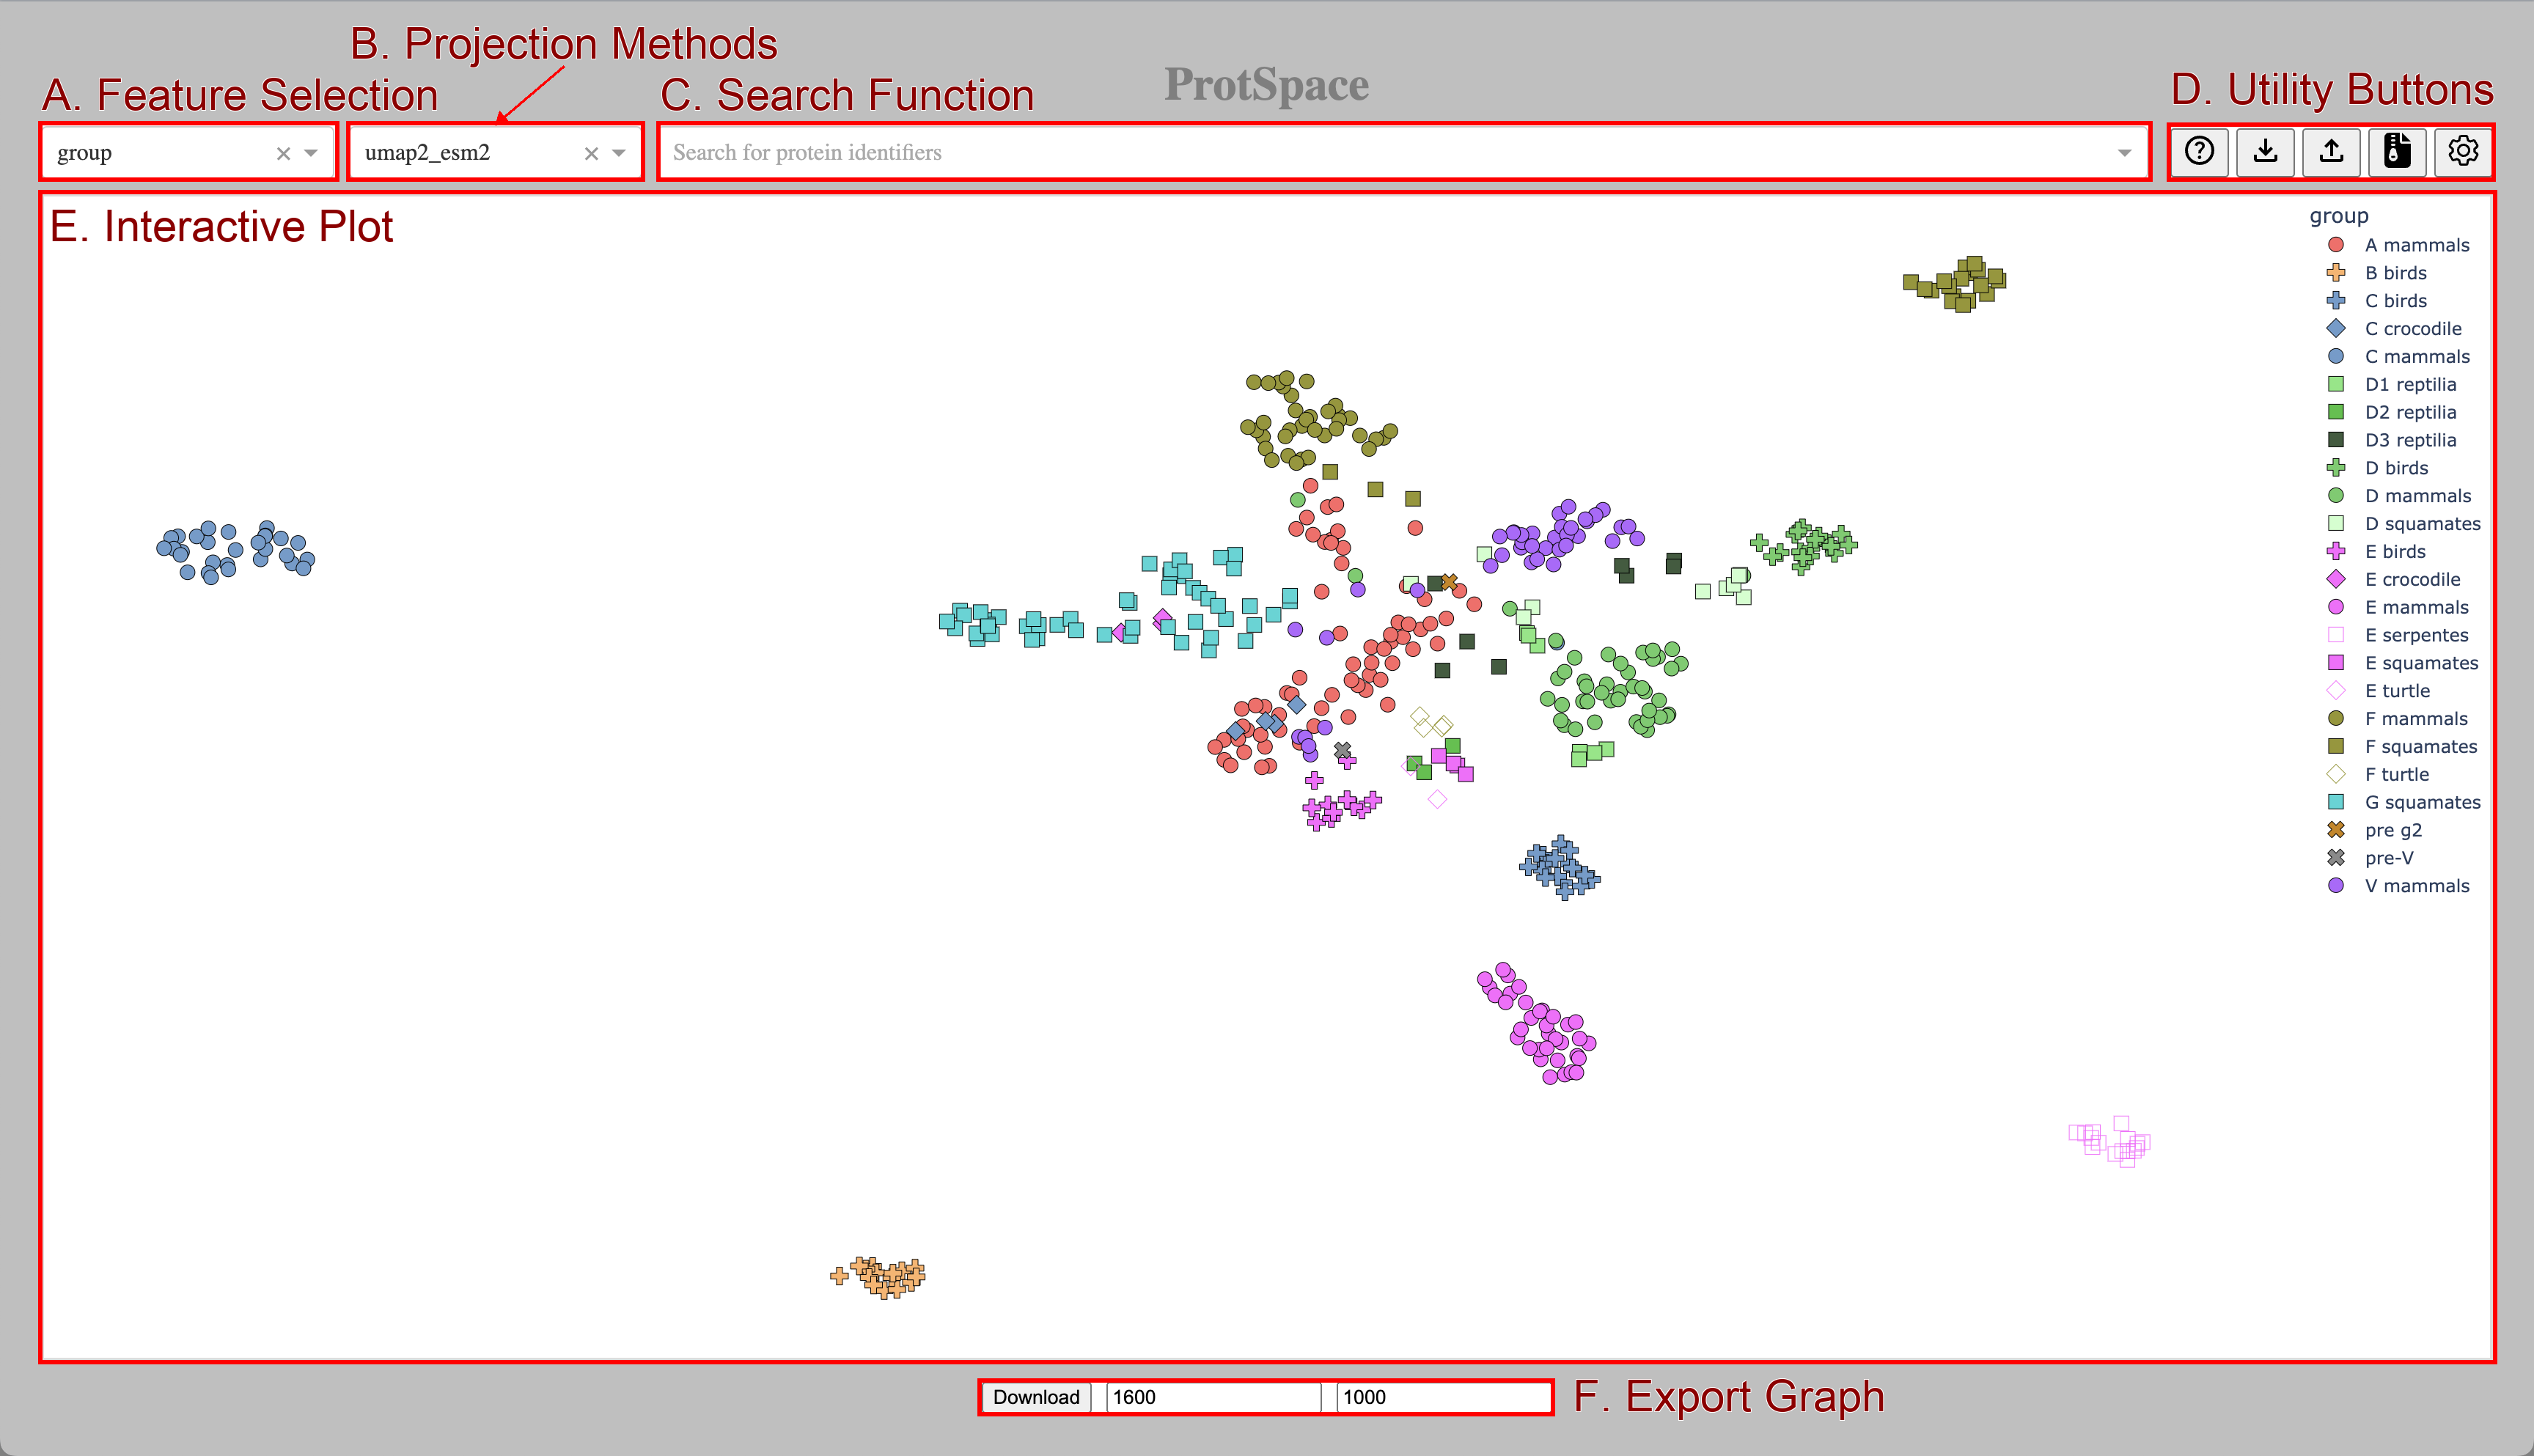 B. Projection Methods
ProtSpace
A. Feature Selection
C. Search Function
D. Utility Buttons
group
umap2_esm2
Search for protein identifiers
E. Interactive Plot
group
A mammals
B birds
C birds
C crocodile
C mammals
D1 reptilia
D2 reptilia
D3 reptilia
D birds
D mammals
D squamates
E birds
E crocodile
E mammals
E serpentes
E squamates
E turtle
F mammals
F squamates
F turtle
G squamates
pre g2
pre-V
V mammals
Download
1600
1000
F. Export Graph